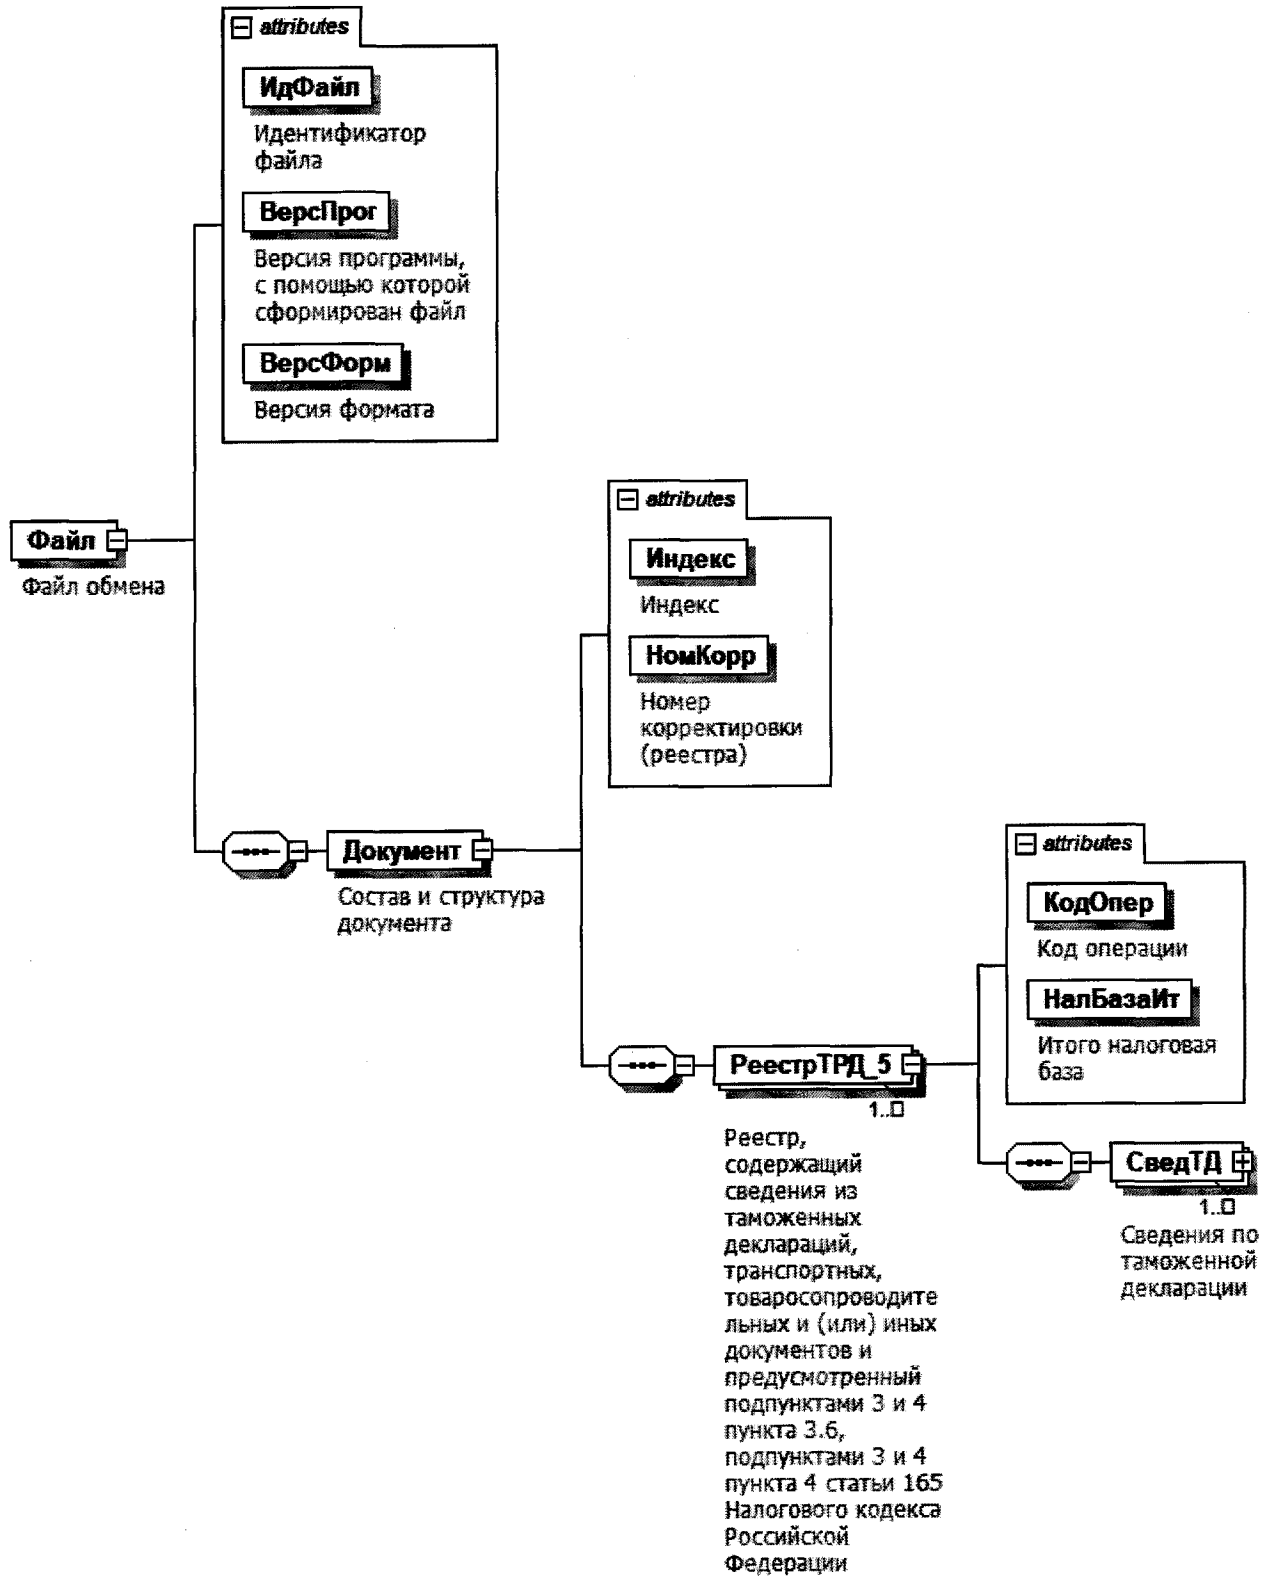 attributes
ИдФайл
Идентификатор
файла
ВерсПрог
Версия программы,
с помощью которой
сформирован файл
ВерсФорм
Версия формата
Файл
Файл обмена
attributes
Индекс
Индекс
НомКорр
Номер
корректировки
(реестра)
Документ
Состав и структура
документа
attributes
КодОпер
Код операции
НалБазаИт
Итого налоговая
база
РеестрТРД_5
1..□
Реестр,
содержащий
сведения из
таможенных
деклараций,
транспортных,
товаросопроводите
льных и (или) иных
документов и
предусмотренный
подпунктами 3 и 4
пункта 3.6,
подпунктами 3 и 4
пункта 4 статьи 165
Налогового кодекса
Российской
Федерации
СведТД
1..□
Сведения по
таможенной
декларации